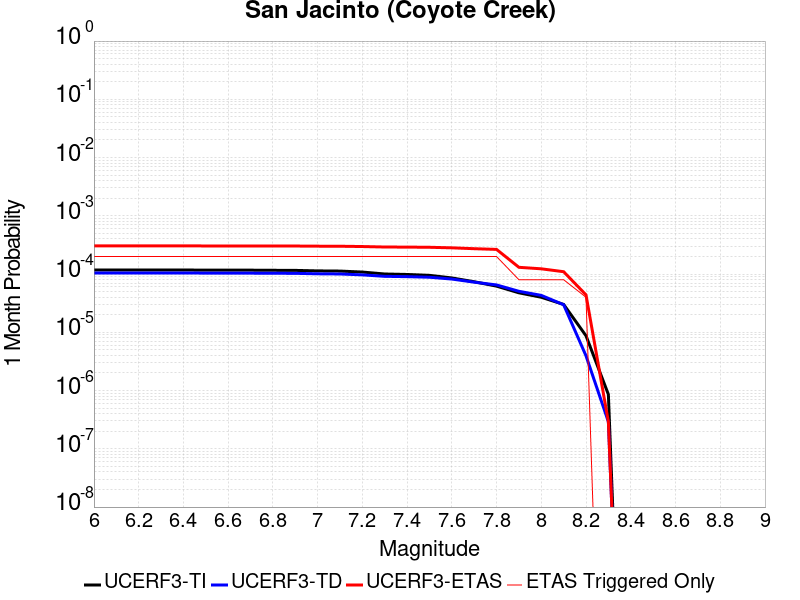 San Jacinto (Coyote Creek)
10^0
10^-1
10^-2
10^-3
10^-4
10^-5
10^-6
10^-7
10^-8
1 Month Probability
6 6.2 6.4 6.6 6.8 7 7.2 7.4 7.6 7.8 8 8.2 8.4 8.6 8.8 9
Magnitude
UCERF3-TI UCERF3-TD UCERF3-ETAS ETAS Triggered Only